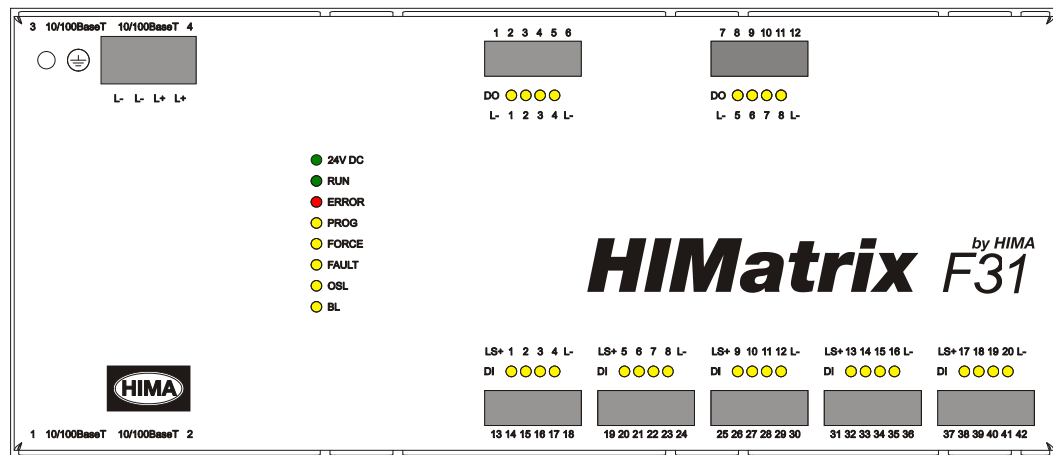 3 10/100BaseT 10/100BaseT 4
L- L- L+ L+
1 2 3 4 5 6
DO
L- 1 2 3 4 L-
7 8 9 10 11 12
DO
L- 5 6 7 8 L-
24V DC
RUN
ERROR
PROG
FORCE
FAULT
OSL
BL
by HIMA
HIMatrix F31
LS+ 1 2 3 4 L-
DI
13 14 15 16 17 18
LS+ 5 6 7 8 L-
DI
19 20 21 22 23 24
LS+ 9 10 11 12 L-
DI
25 26 27 28 29 30
LS+ 13 14 15 16 L-
DI
31 32 33 34 35 36
LS+ 17 18 19 20 L-
DI
37 38 39 40 41 42
HIMA
1 10/100BaseT 10/100BaseT 2